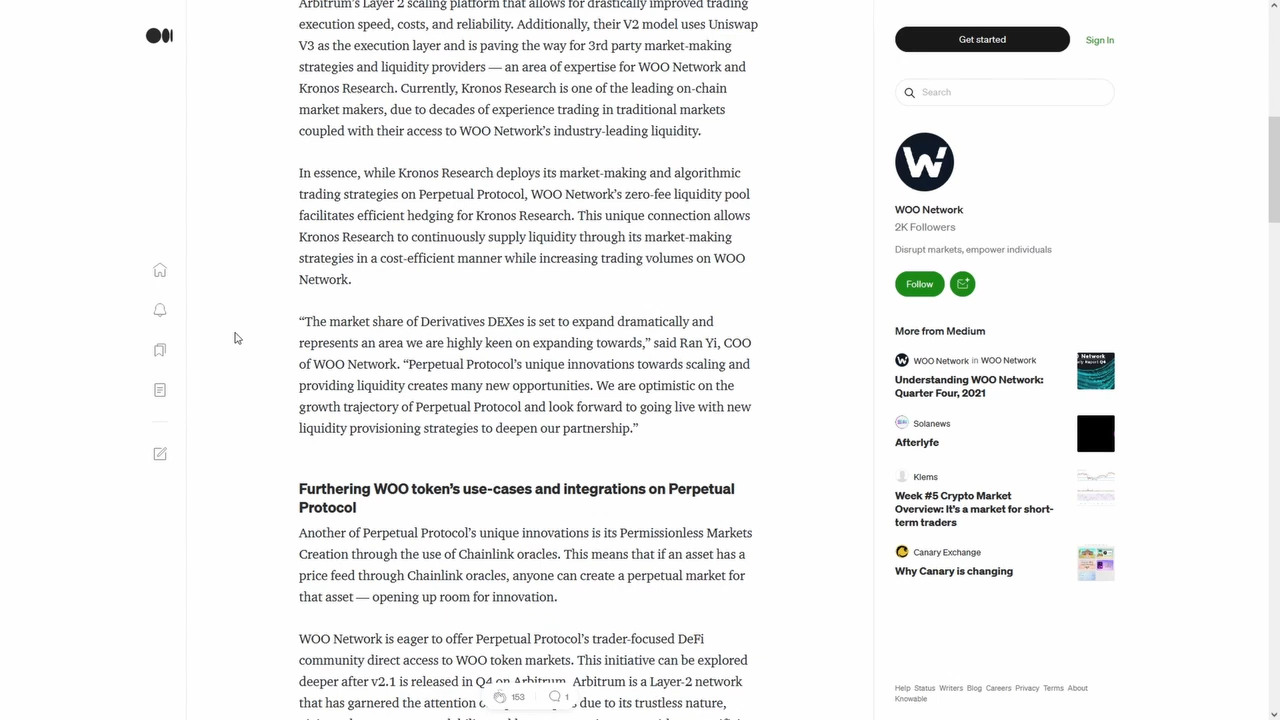 Arbitrum's Layer 2 scaling platform that allows for drastically improved trading
execution speed, costs, and reliability. Additionally, their V2 model uses Uniswap
V3 as the execution layer and is paving the way for 3rd party market-making
strategies and liquidity providers — an area of expertise for WOO Network and
Kronos Research. Currently, Kronos Research is one of the leading on-chain
market makers, due to decades of experience trading in traditional markets
coupled with their access to WOO Network's industry-leading liquidity.
In essence, while Kronos Research deploys its market-making and algorithmic
trading strategies on Perpetual Protocol, WOO Network's zero-fee liquidity pool
facilitates efficient hedging for Kronos Research. This unique connection allows
Kronos Research to continuously supply liquidity through its market-making
strategies in a cost-efficient manner while increasing trading volumes on WOO
Network.
“The market share of Derivatives DEXes is set to expand dramatically and
represents an area we are highly keen on expanding towards,” said Ran Yi, COO
of WOO Network. “Perpetual Protocol's unique innovations towards scaling and
providing liquidity creates many new opportunities. We are optimistic on the
growth trajectory of Perpetual Protocol and look forward to going live with new
liquidity provisioning strategies to deepen our partnership.”
Furthering WOO token's use-cases and integrations on Perpetual
Protocol
Another of Perpetual Protocol's unique innovations is its Permissionless Markets
Creation through the use of Chainlink oracles. This means that if an asset has a
price feed through Chainlink oracles, anyone can create a perpetual market for
that asset — opening up room for innovation.
WOO Network is eager to offer Perpetual Protocol's trader-focused DeFi
community direct access to WOO token markets. This initiative can be explored
deeper after v2.1 is released in Q4 on Arbitrum. Arbitrum is a Layer-2 network
that has garnered the attention of due to its trustless nature,
153
1
Get started
Sign In
Search
W
WOO Network
2K Followers
Disrupt markets, empower individuals
Follow
More from Medium
WOO Network in WOO Network
Understanding WOO Network:
Quarter Four, 2021
Solanews
Afterlyfe
Klems
Week #5 Crypto Market
Overview: It's a market for short-
term traders
Canary Exchange
Why Canary is changing
Help Status Writers Blog Careers Privacy Terms About
Knowable